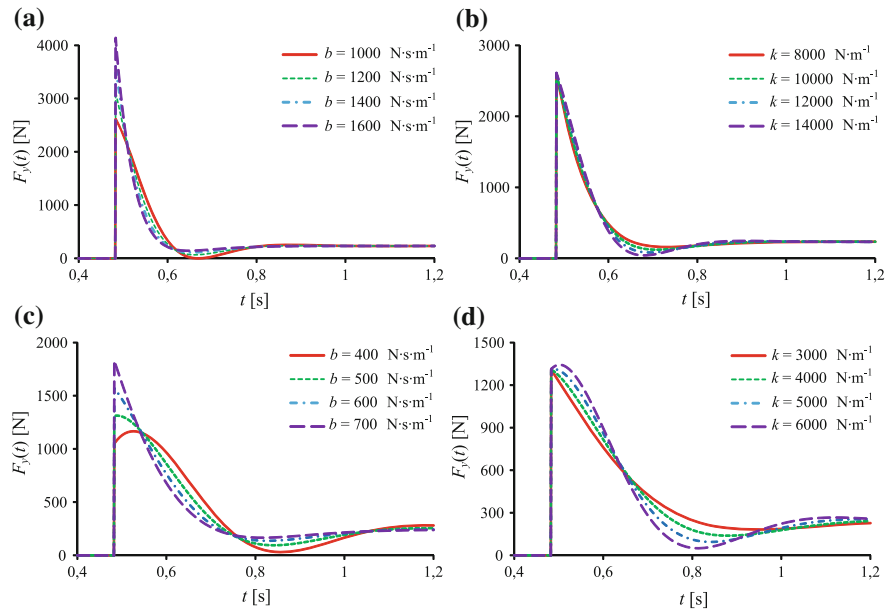 (a)
4000
3000
2000
1000
0
F_y(t) [N]
0,4 0,6 0,8 1 1,2
t [s]
b = 1000 N·s·m⁻¹
b = 1200 N·s·m⁻¹
b = 1400 N·s·m⁻¹
b = 1600 N·s·m⁻¹
(b)
3000
2000
1000
0
F_y(t) [N]
0,4 0,6 0,8 1 1,2
t [s]
k = 8000 N·m⁻¹
k = 10000 N·m⁻¹
k = 12000 N·m⁻¹
k = 14000 N·m⁻¹
(c)
2000
1500
1000
500
0
F_y(t) [N]
0,4 0,6 0,8 1 1,2
t [s]
b = 400 N·s·m⁻¹
b = 500 N·s·m⁻¹
b = 600 N·s·m⁻¹
b = 700 N·s·m⁻¹
(d)
1500
1200
900
600
300
0
F_y(t) [N]
0,4 0,6 0,8 1 1,2
t [s]
k = 3000 N·m⁻¹
k = 4000 N·m⁻¹
k = 5000 N·m⁻¹
k = 6000 N·m⁻¹